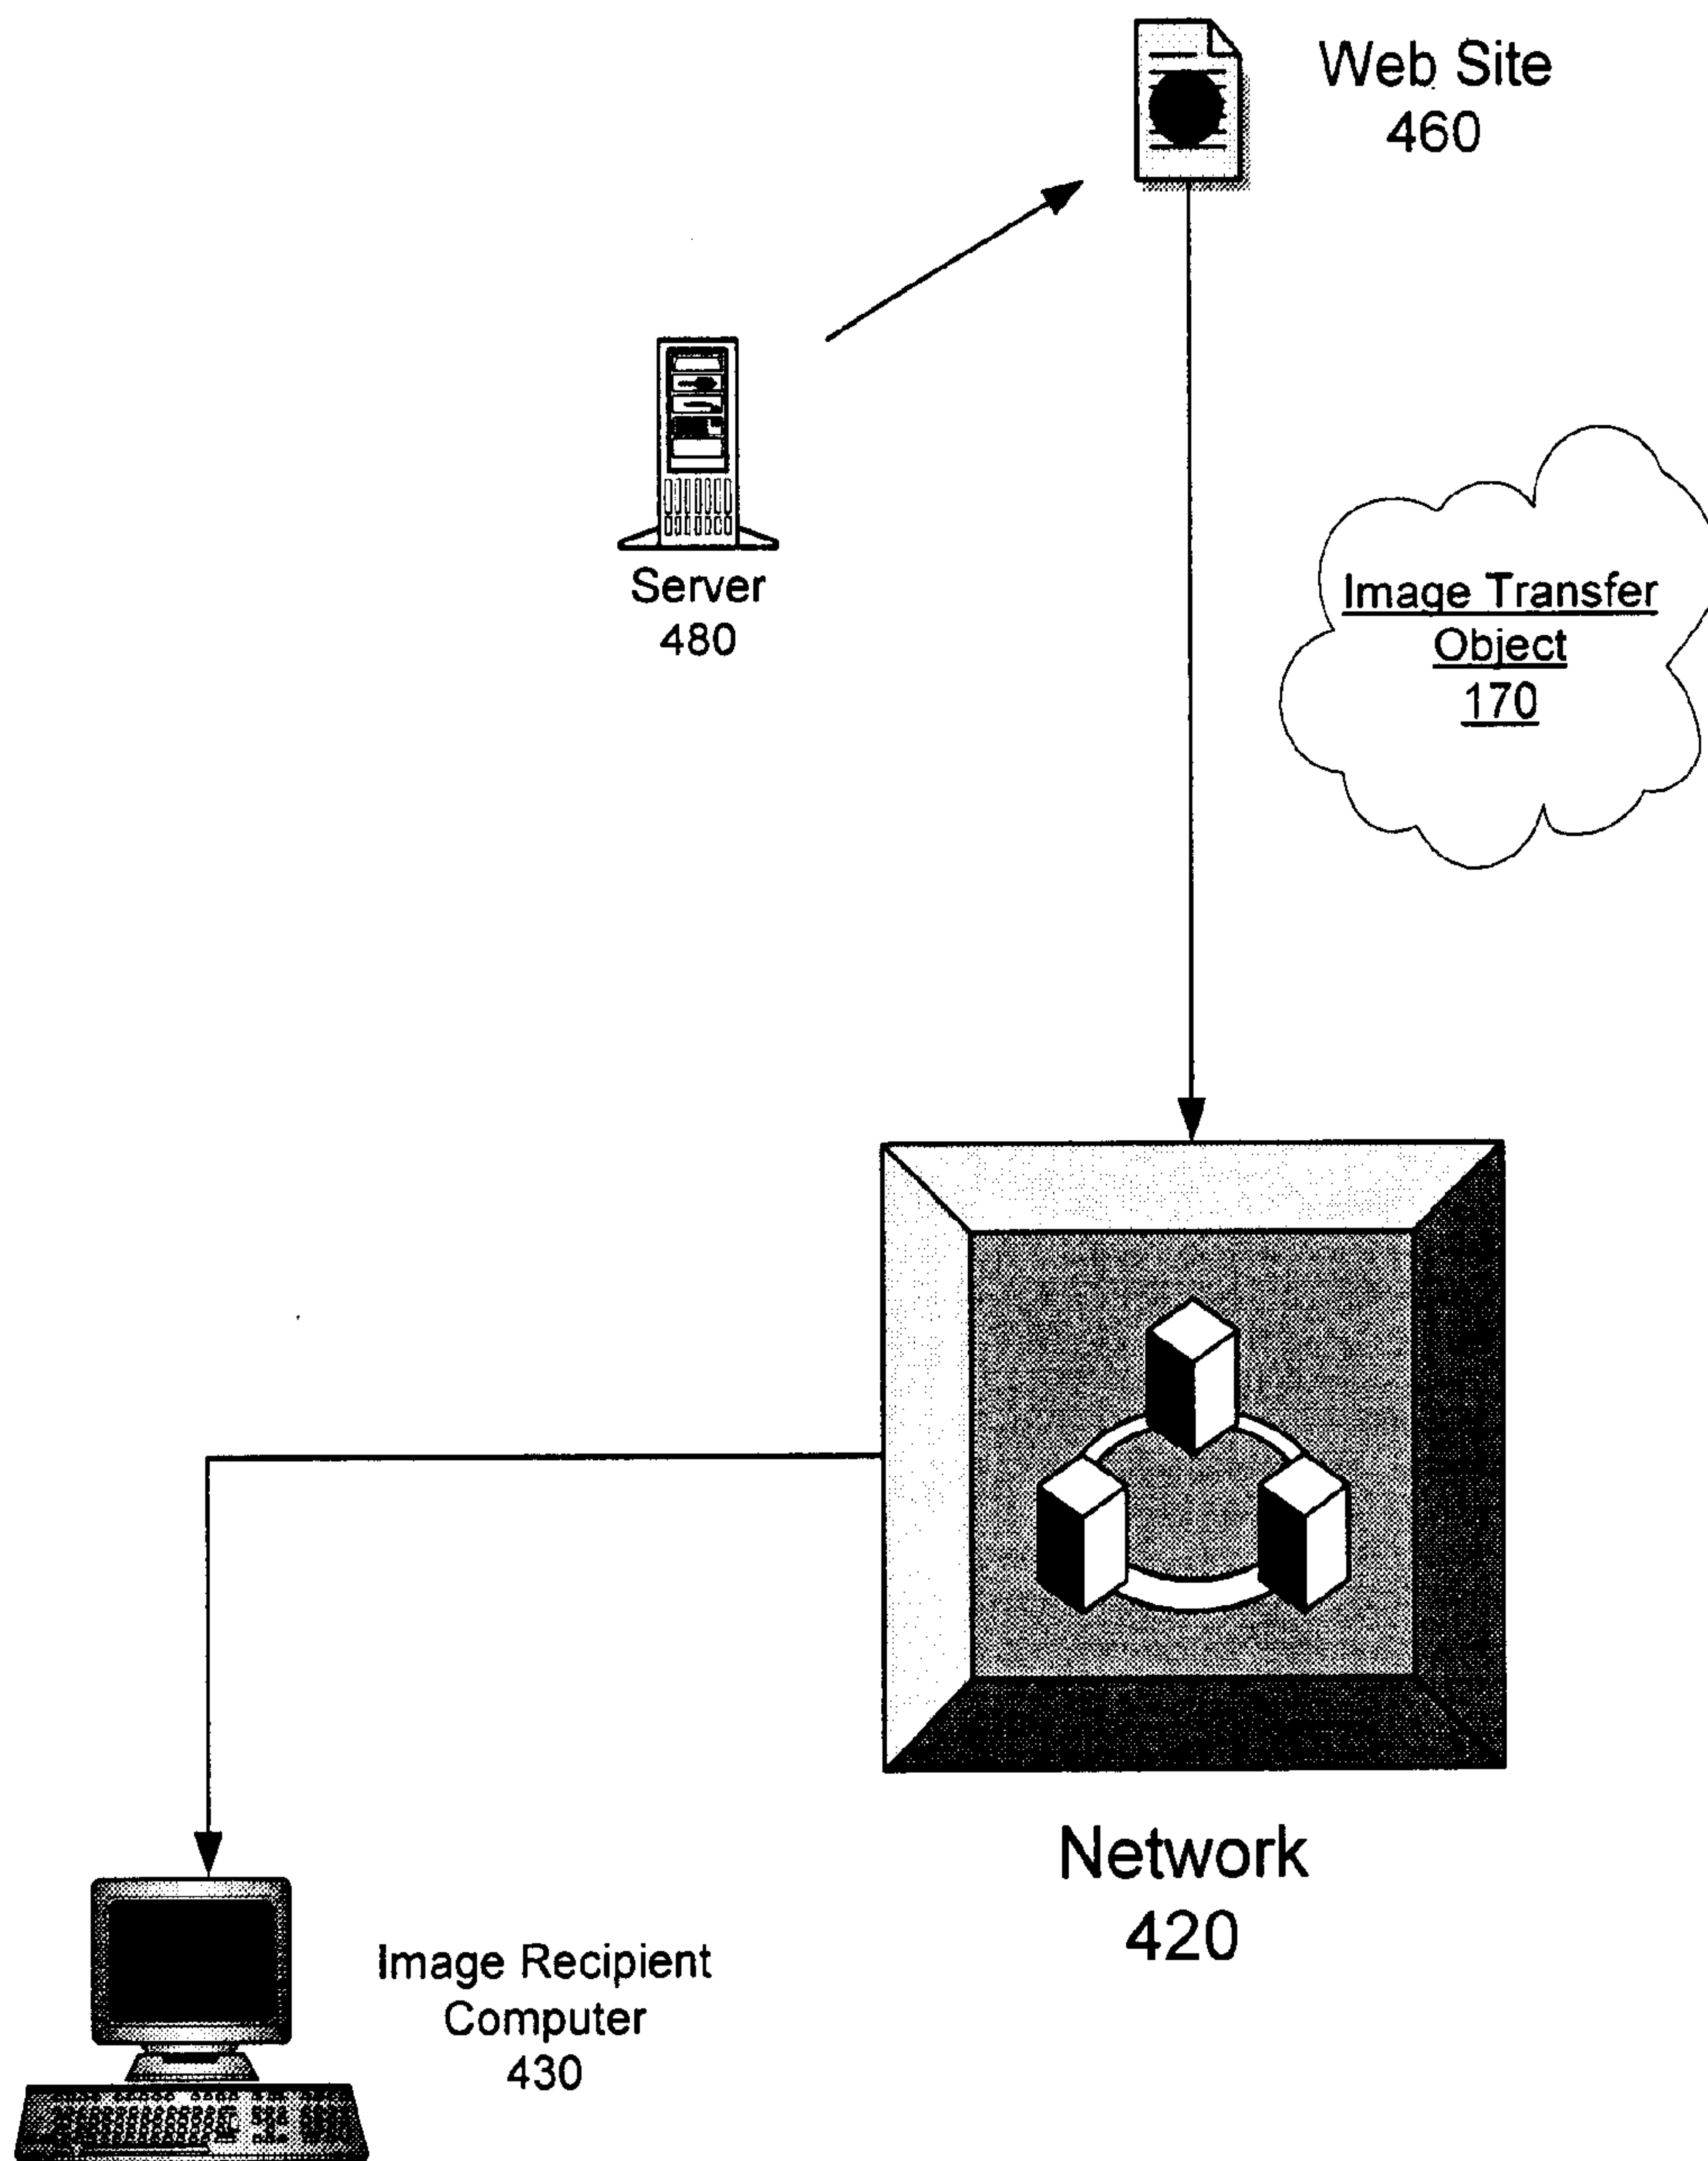 Web Site
460
Server
480
Image Transfer
Object
170
Network
420
Image Recipient
Computer
430